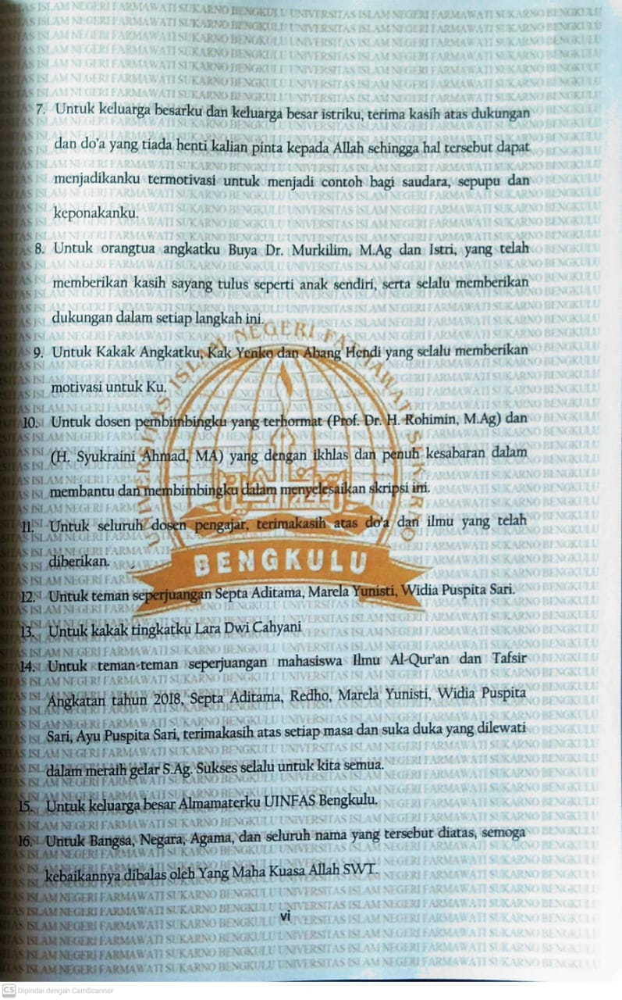 7. Untuk keluarga besarku dan keluarga besar istriku, terima kasih atas dukungan
dan do'a yang tiada henti kalian pinta kepada Allah sehingga hal tersebut dapat
menjadikanku termotivasi untuk menjadi contoh bagi saudara, sepupu dan
keponakanku.
8. Untuk orangtua angkatku Buya Dr. Murkilim, M.Ag dan Istri, yang telah
memberikan kasih sayang tulus seperti anak sendiri, serta selalu memberikan
dukungan dalam setiap langkah ini.
9. Untuk Kakak Angkatku, Kak Yenko dan Abang Hendi yang selalu memberikan
motivasi untuk Ku.
10. Untuk dosen pembimbingku yang terhormat (Prof. Dr. H. Rohimin, M.Ag) dan
(H. Syukraini Ahmad, MA) yang dengan ikhlas dan penuh kesabaran dalam
membantu dan membimbingku dalam menyelesaikan skripsi ini.
11. Untuk seluruh dosen pengajar, terimakasih atas do'a dan ilmu yang telah
diberikan.
BENGKULU
12. Untuk teman seperjuangan Septa Aditama, Marela Yunisti, Widia Puspita Sari.
13. Untuk kakak tingkatku Lara Dwi Cahyani
14. Untuk teman-teman seperjuangan mahasiswa Ilmu Al-Qur'an dan Tafsir
Angkatan tahun 2018, Septa Aditama, Redho, Marela Yunisti, Widia Puspita
Sari, Ayu Puspita Sari, terimakasih atas setiap masa dan suka duka yang dilewati
dalam meraih gelar S.Ag. Sukses selalu untuk kita semua.
15. Untuk keluarga besar Almamaterku UINFAS Bengkulu.
16. Untuk Bangsa, Negara, Agama, dan seluruh nama yang tersebut diatas, semoga
kebaikannya dibalas oleh Yang Maha Kuasa Allah SWT.
vi
CS Dipindai dengan CamScanner